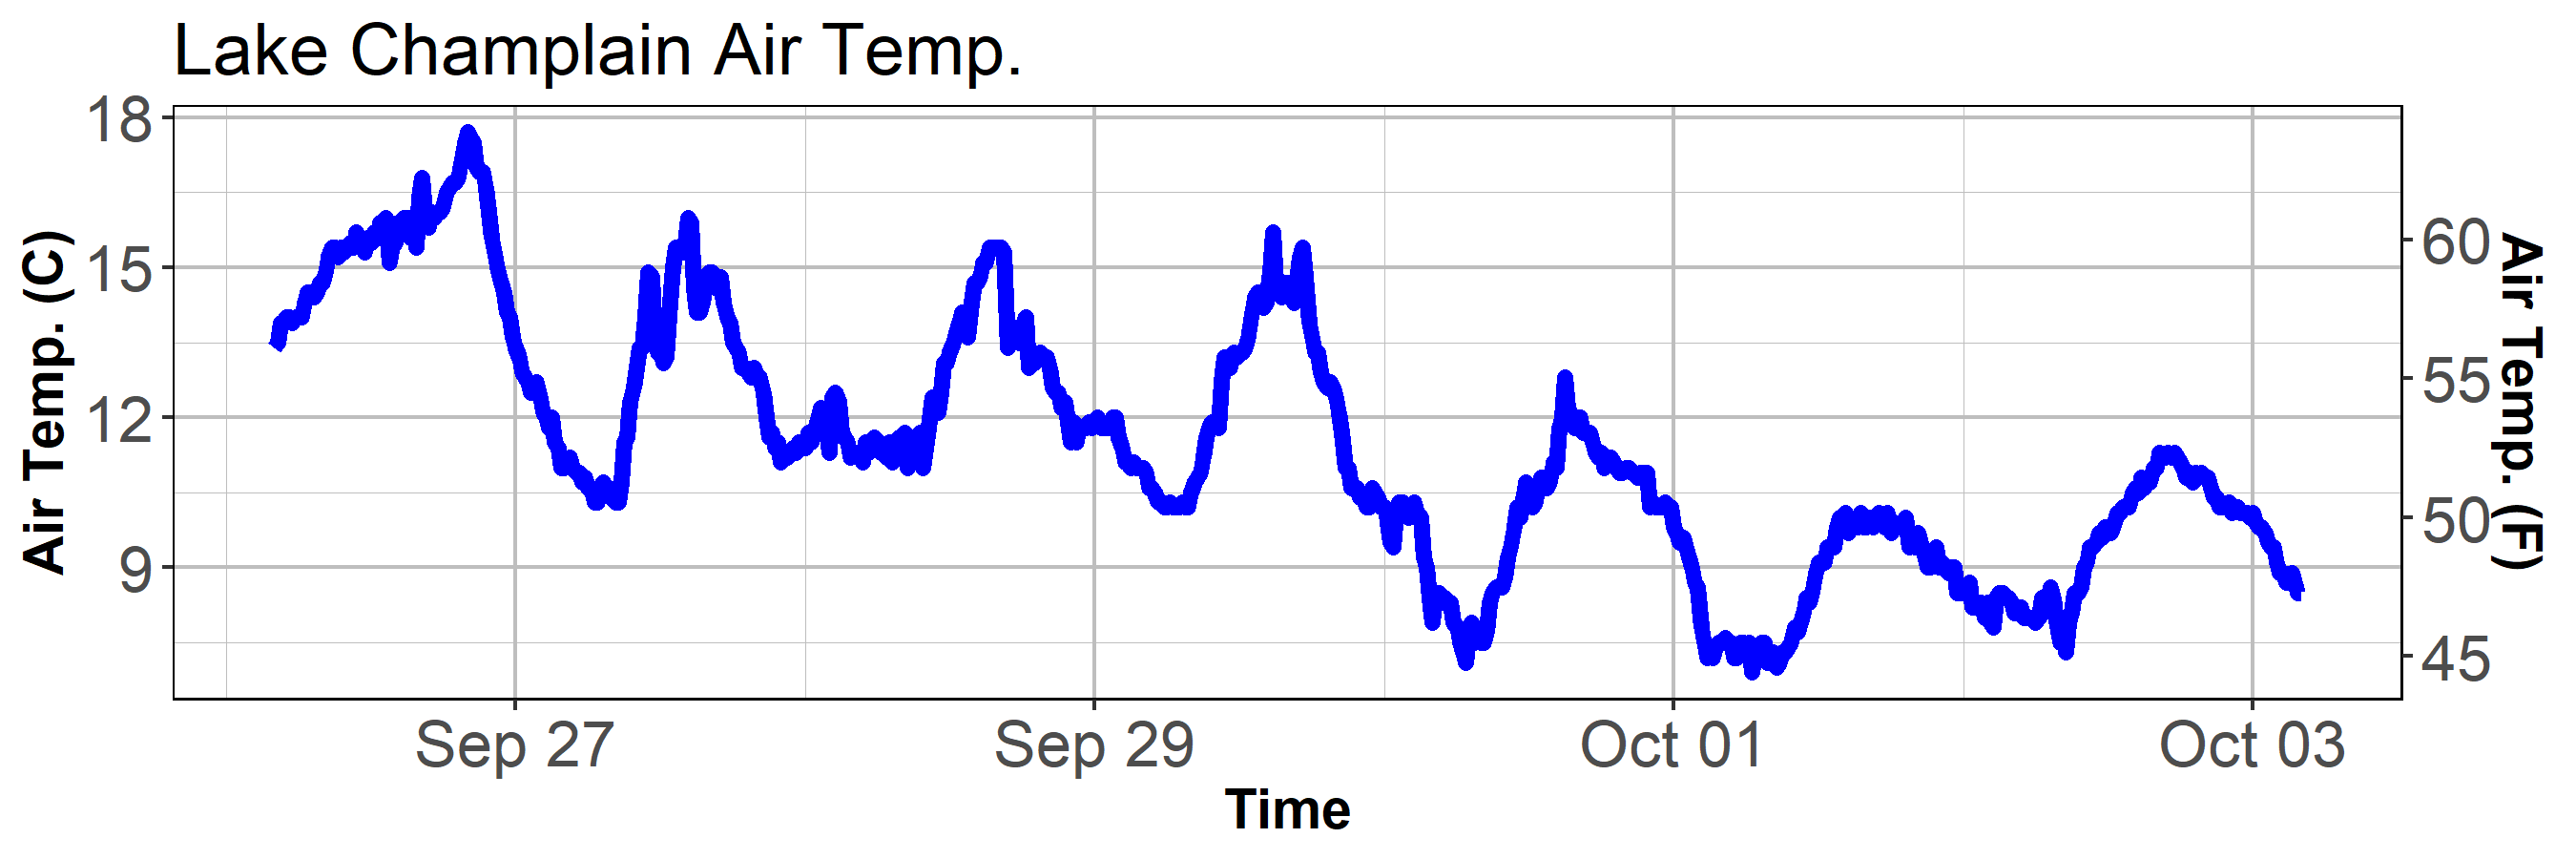 Lake Champlain Air Temp.
18
15
12
9
Air Temp. (C)
60
55
50
45
Air Temp. (F)
Sep 27 Sep 29 Oct 01 Oct 03
Time